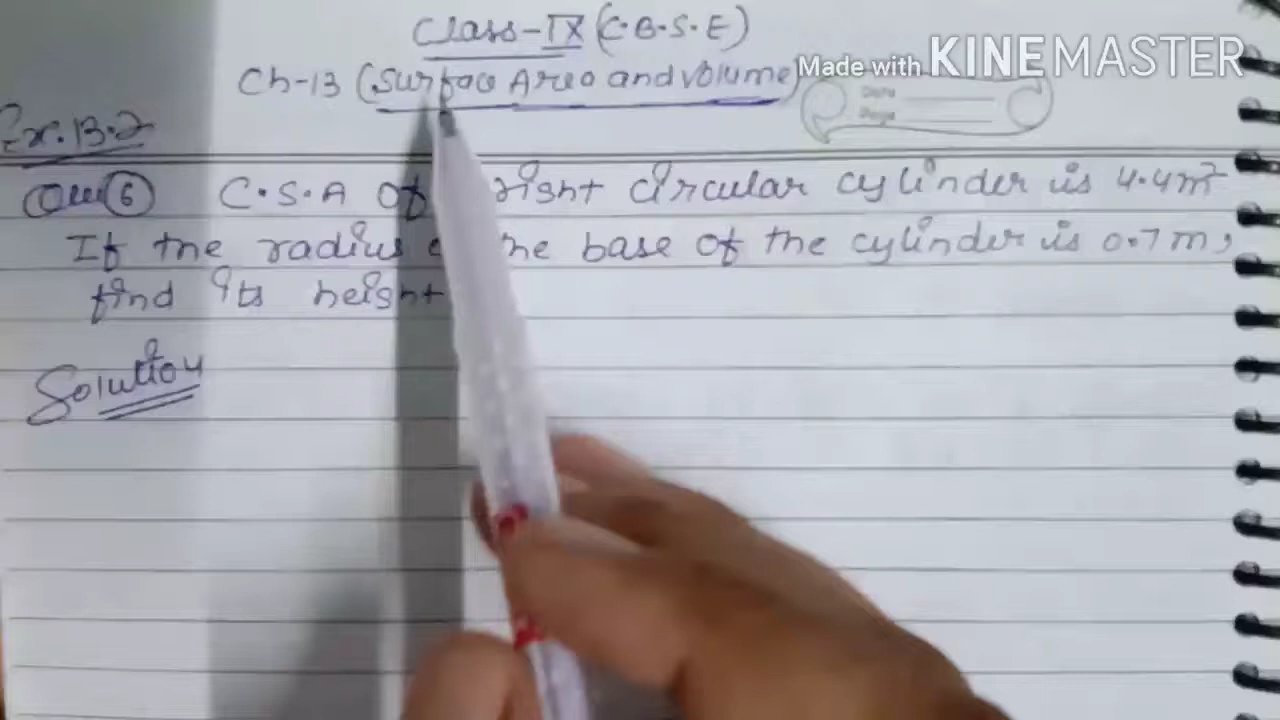 Class-IX (C.B.S.E)
Ch-13 (Surface Area and Volume)
Made with KINEMASTER
Date
Page
Ex.13.2
Que 6 C.S.A of right circular cylinder is 4.4m²
If the radius the base of the cylinder is 0.7m,
find its height
Solution